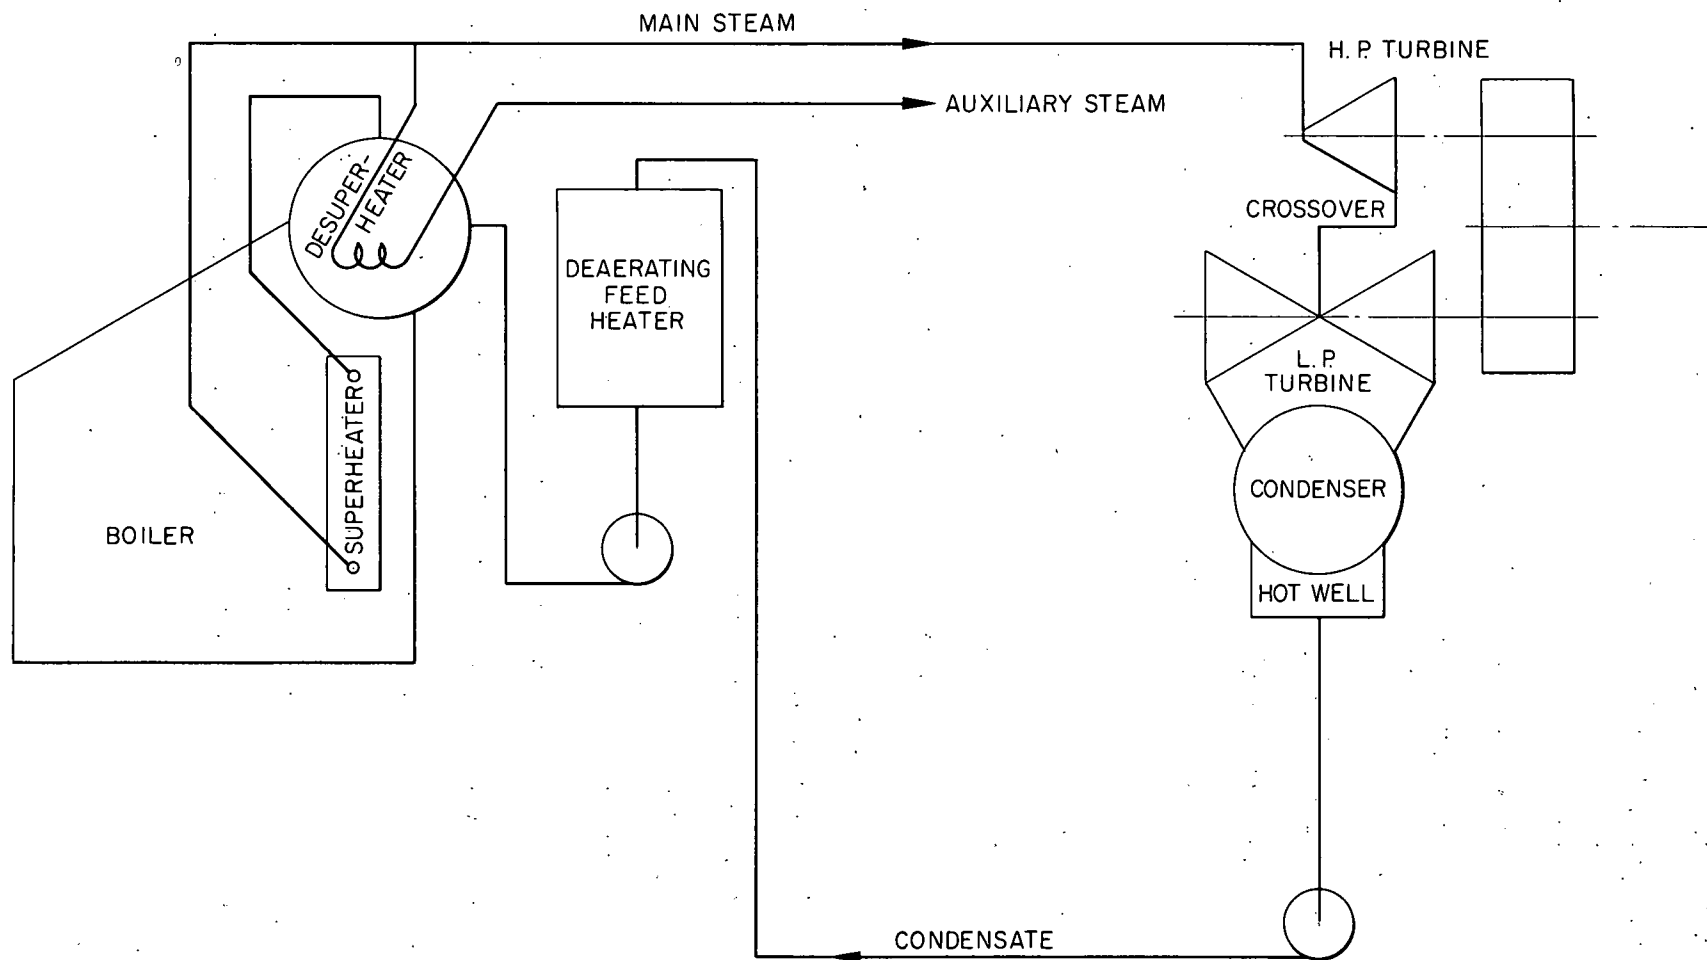 MAIN STEAM
H.P. TURBINE
AUXILIARY STEAM
DESUPER-
HEATER
CROSSOVER
DEAERATING
FEED
HEATER
L.P.
TURBINE
SUPERHEATER
CONDENSER
BOILER
HOT WELL
CONDENSATE